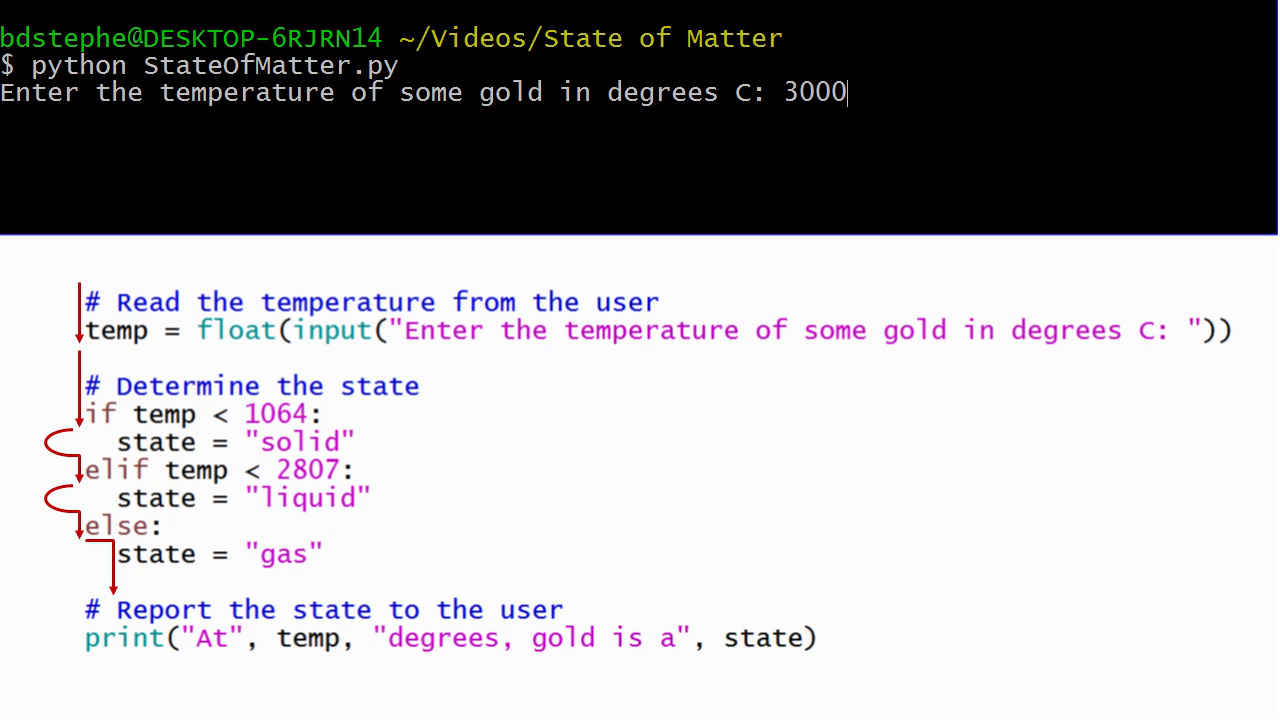 bdstephe@DESKTOP-6RJRN14 ~/Videos/State of Matter
$ python StateOfMatter.py
Enter the temperature of some gold in degrees C: 3000
# Read the temperature from the user
temp = float(input("Enter the temperature of some gold in degrees C: "))
# Determine the state
if temp < 1064:
  state = "solid"
elif temp < 2807:
  state = "liquid"
else:
  state = "gas"
# Report the state to the user
print("At", temp, "degrees, gold is a", state)